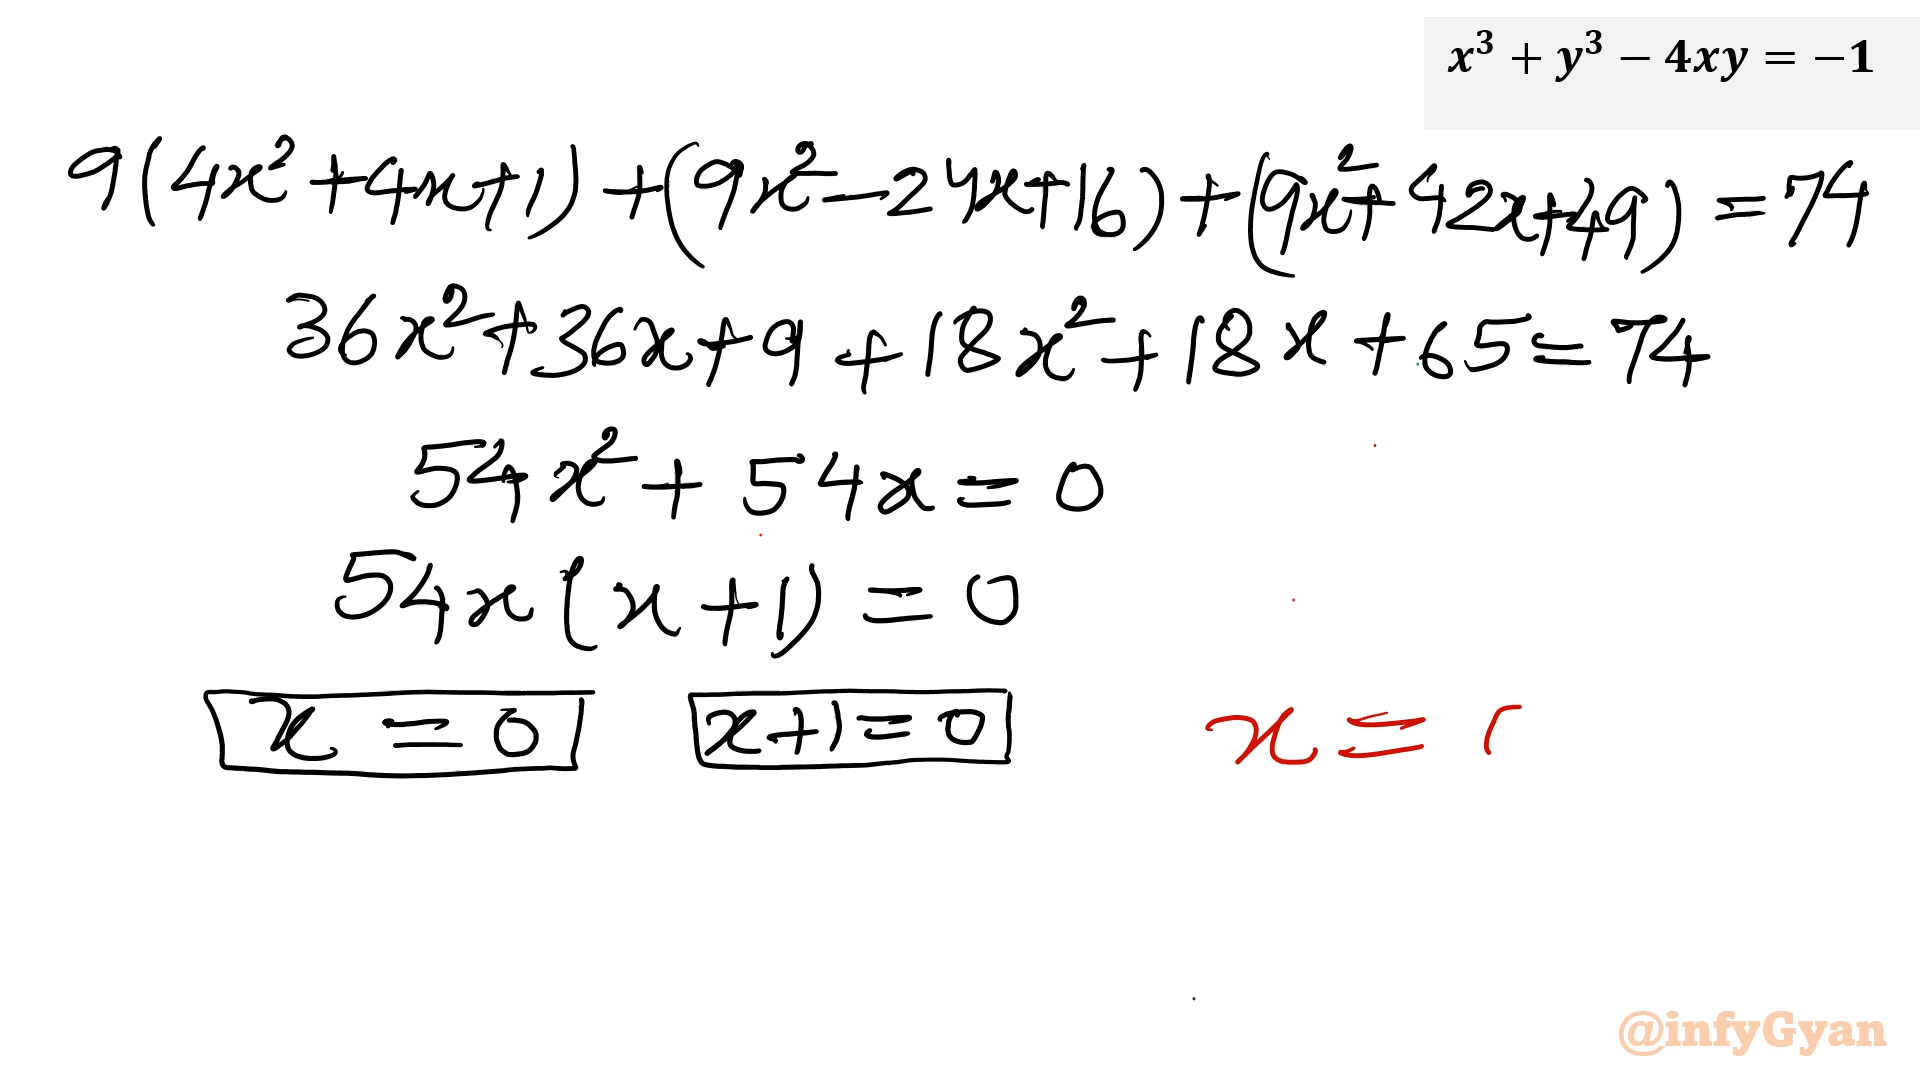 x³ + y³ − 4xy = −1
9(4x²+4x+1)+(9x²−24x+16)+(9x²+42x+49)=74
36x²+36x+9+18x²+18x+65=74
54x²+54x=0
54x(x+1)=0
x=0 x+1=0 x=
@infyGyan